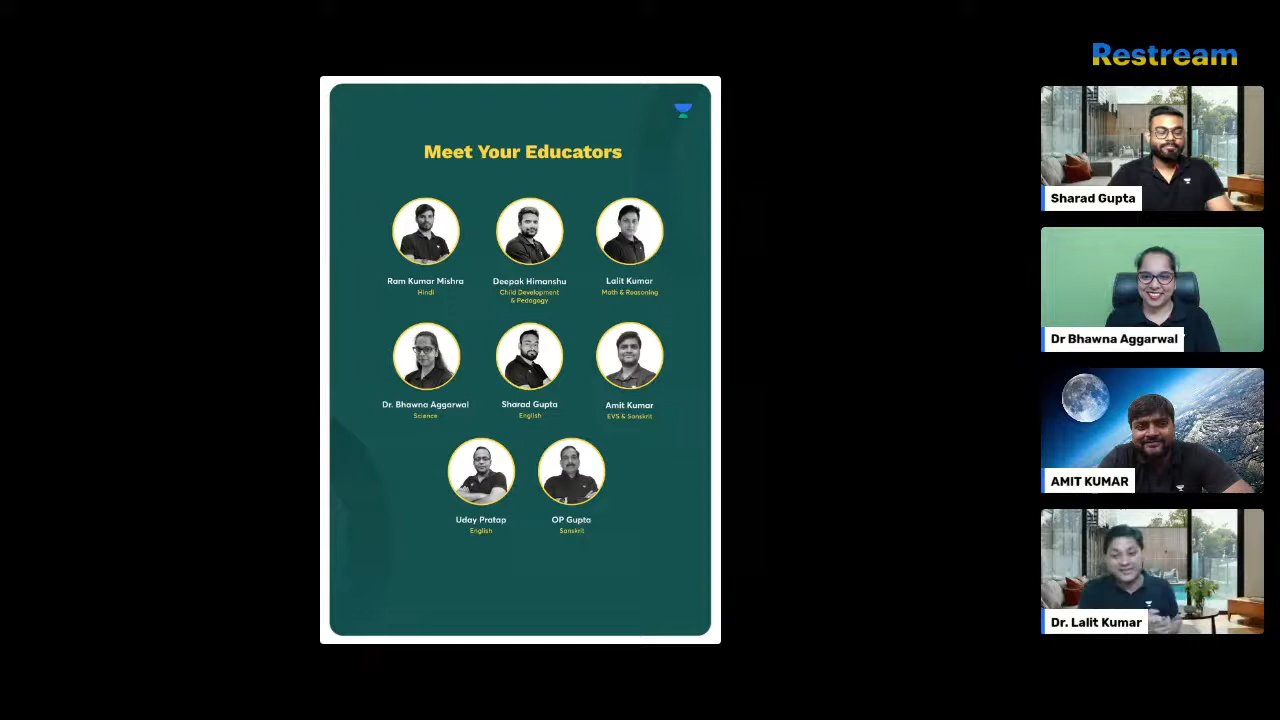 Restream
Meet Your Educators
Ram Kumar Mishra
Hindi
Deepak Himanshu
Child Development
& Pedagogy
Lalit Kumar
Math & Reasoning
Dr. Bhawna Aggarwal
Science
Sharad Gupta
English
Amit Kumar
EVS & Sanskrit
Uday Pratap
English
OP Gupta
Sanskrit
Sharad Gupta
Dr Bhawna Aggarwal
AMIT KUMAR
Dr. Lalit Kumar